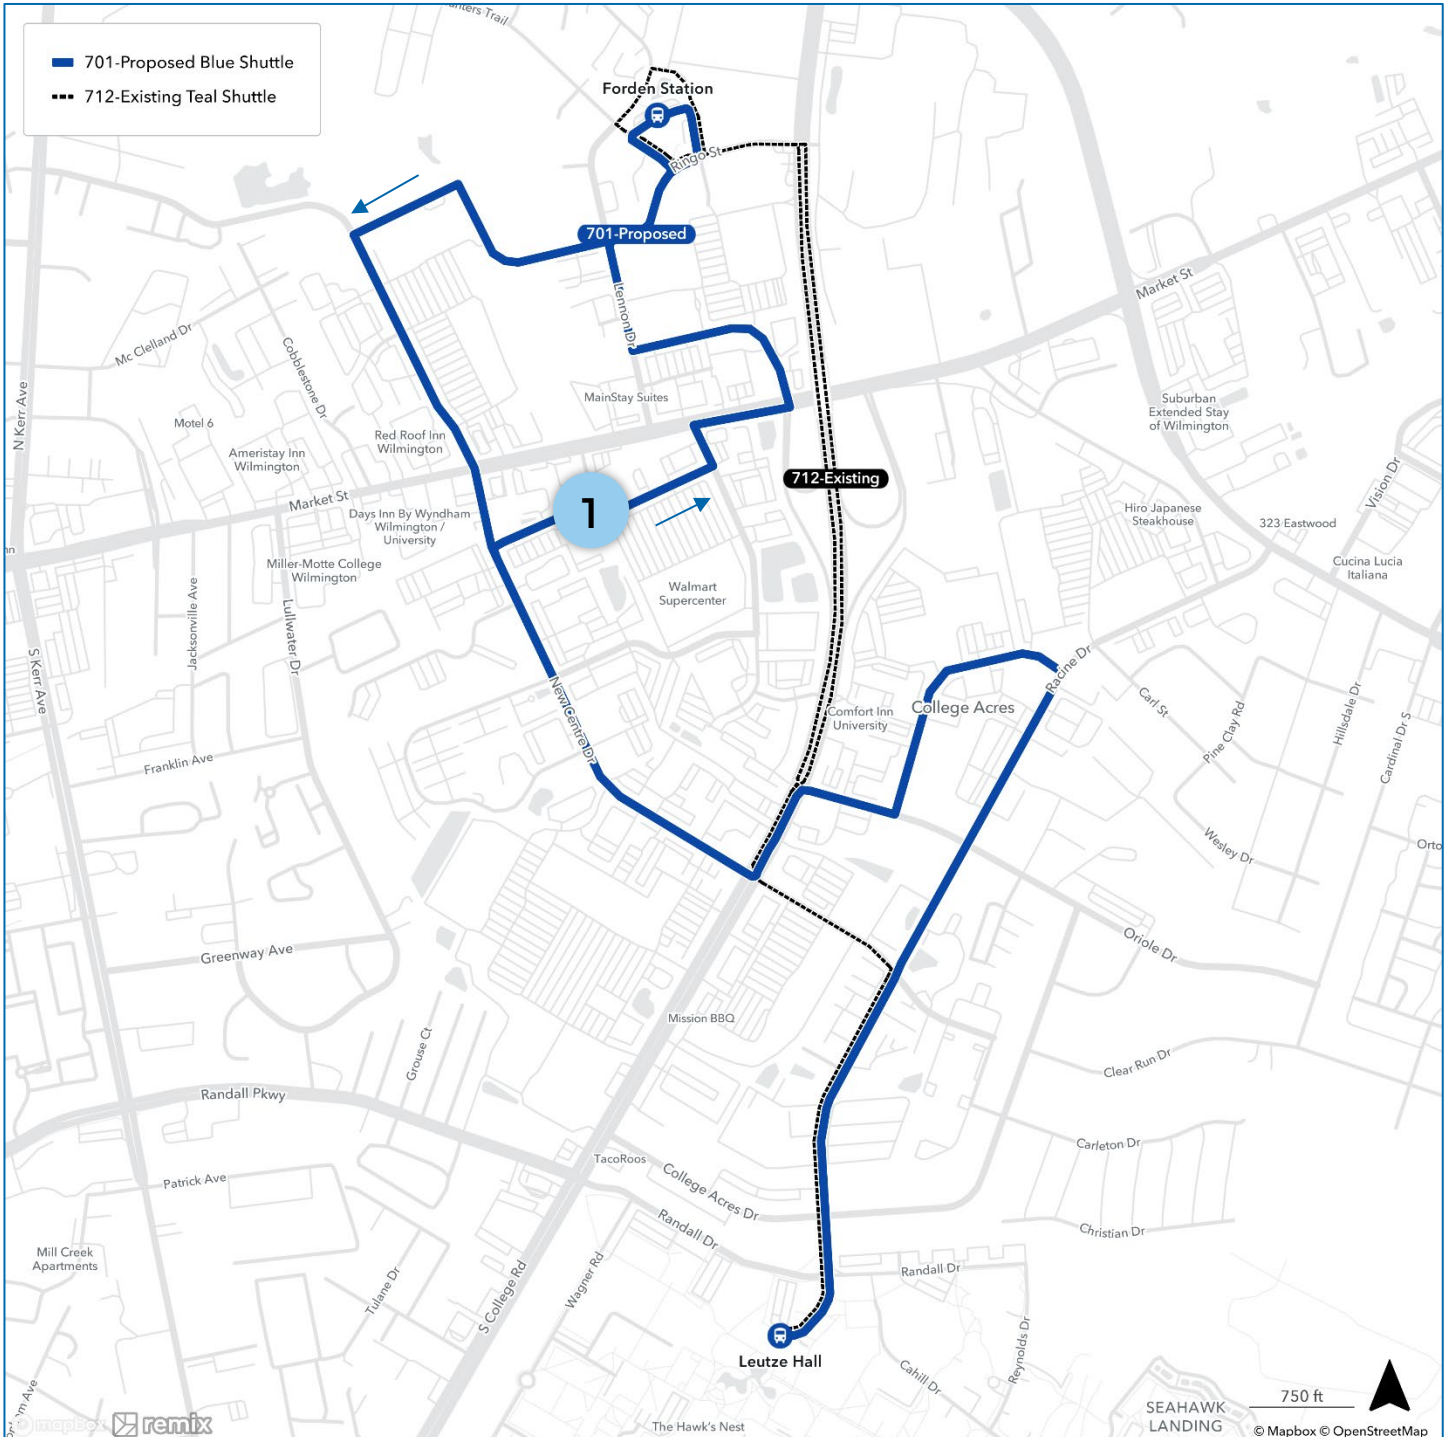 701-Proposed Blue Shuttle
712-Existing Teal Shuttle
Forden Station
Ringo St
701-Proposed
Lennon Dr
Market St
Mc Clelland Dr
Cobblestone Dr
N Kerr Ave
MainStay Suites
Motel 6
Red Roof Inn
Wilmington
Ameristay Inn
Wilmington
Suburban
Extended Stay
of Wilmington
712-Existing
Market St
1
Days Inn By Wyndham
Wilmington /
University
Vision Dr
Hiro Japanese
Steakhouse
323 Eastwood
Miller-Motte College
Wilmington
Cucina Lucia
Italiana
Jacksonville Ave
Lullwater Dr
Walmart
Supercenter
S Kerr Ave
Racine Dr
New Centre Dr
Comfort Inn
University
College Acres
Carl St
Pine Clay Rd
Hillsdale Dr
Cardinal Dr S
Franklin Ave
Wesley Dr
Orto
Greenway Ave
Oriole Dr
Mission BBQ
Grouse Ct
Clear Run Dr
Randall Pkwy
Carleton Dr
TacoRoos
Patrick Ave
College Acres Dr
Randall Dr
Christian Dr
Mill Creek
Apartments
Tulane Dr
S College Rd
Wagner Rd
Randall Dr
Reynolds Dr
Leutze Hall
Cahill Dr
SEAHAWK
LANDING
750 ft
The Hawk's Nest
mapbox remix
© Mapbox © OpenStreetMap